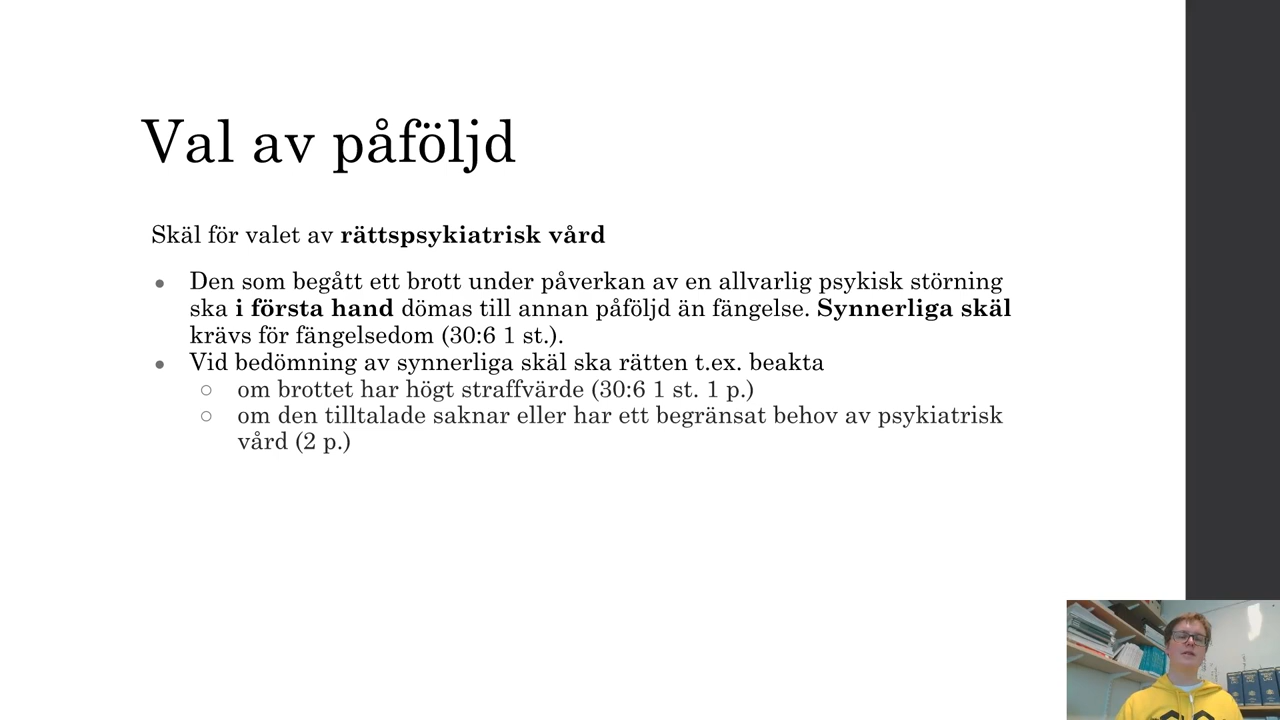 Val av påföljd
Skäl för valet av rättspsykiatrisk vård
Den som begått ett brott under påverkan av en allvarlig psykisk störning
ska i första hand dömas till annan påföljd än fängelse. Synnerliga skäl
krävs för fängelsedom (30:6 1 st.).
Vid bedömning av synnerliga skäl ska rätten t.ex. beakta
om brottet har högt straffvärde (30:6 1 st. 1 p.)
om den tilltalade saknar eller har ett begränsat behov av psykiatrisk
vård (2 p.)